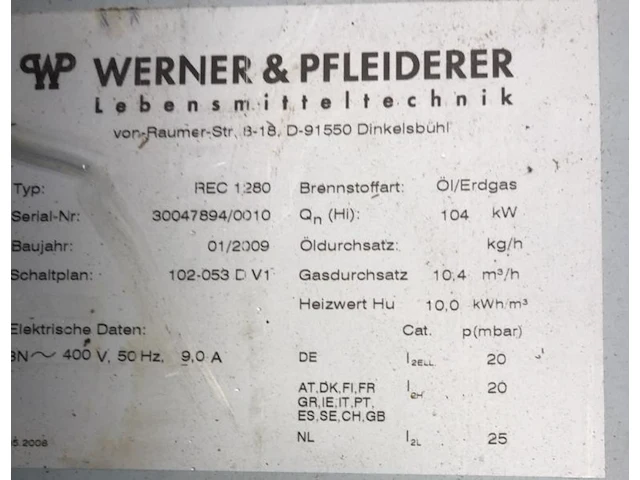 WP WERNER & PFLEIDERER
Lebensmitteltechnik
von-Raumer-Str. 8-18, D-91550 Dinkelsbühl
Typ: REC 1280
Serial-Nr: 30047894/0010
Baujahr: 01/2009
Schaltplan: 102-053 D V1
Elektrische Daten:
3N～ 400 V, 50 Hz, 9,0 A
Brennstoffart: Öl/Erdgas
Qn (Hi): 104 kW
Öldurchsatz: kg/h
Gasdurchsatz 10,4 m³/h
Heizwert Hu 10,0 kWh/m³
Cat. p(mbar)
DE I2ELL 20
AT,DK,FI,FR I2H 20
GR,IE,IT,PT,
ES,SE,CH,GB
NL I2L 25
2008